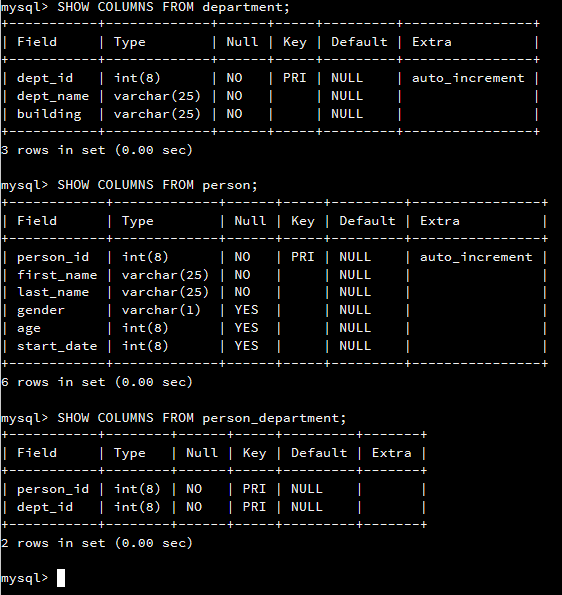 mysql> SHOW COLUMNS FROM department;
+-----------+-------------+------+-----+---------+----------------+
| Field     | Type        | Null | Key | Default | Extra          |
+-----------+-------------+------+-----+---------+----------------+
| dept_id   | int(8)      | NO   | PRI | NULL    | auto_increment |
| dept_name | varchar(25) | NO   |     | NULL    |                |
| building  | varchar(25) | NO   |     | NULL    |                |
+-----------+-------------+------+-----+---------+----------------+
3 rows in set (0.00 sec)
mysql> SHOW COLUMNS FROM person;
+------------+-------------+------+-----+---------+----------------+
| Field      | Type        | Null | Key | Default | Extra          |
+------------+-------------+------+-----+---------+----------------+
| person_id  | int(8)      | NO   | PRI | NULL    | auto_increment |
| first_name | varchar(25) | NO   |     | NULL    |                |
| last_name  | varchar(25) | NO   |     | NULL    |                |
| gender     | varchar(1)  | YES  |     | NULL    |                |
| age        | int(8)      | YES  |     | NULL    |                |
| start_date | int(8)      | YES  |     | NULL    |                |
+------------+-------------+------+-----+---------+----------------+
6 rows in set (0.00 sec)
mysql> SHOW COLUMNS FROM person_department;
+-----------+--------+------+-----+---------+-------+
| Field     | Type   | Null | Key | Default | Extra |
+-----------+--------+------+-----+---------+-------+
| person_id | int(8) | NO   | PRI | NULL    |       |
| dept_id   | int(8) | NO   | PRI | NULL    |       |
+-----------+--------+------+-----+---------+-------+
2 rows in set (0.00 sec)
mysql>